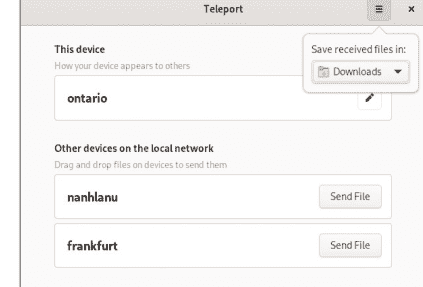 Teleport
Save received files in:
Downloads
This device
How your device appears to others
ontario
Other devices on the local network
Drag and drop files on devices to send them
nanhlanu
Send File
frankfurt
Send File